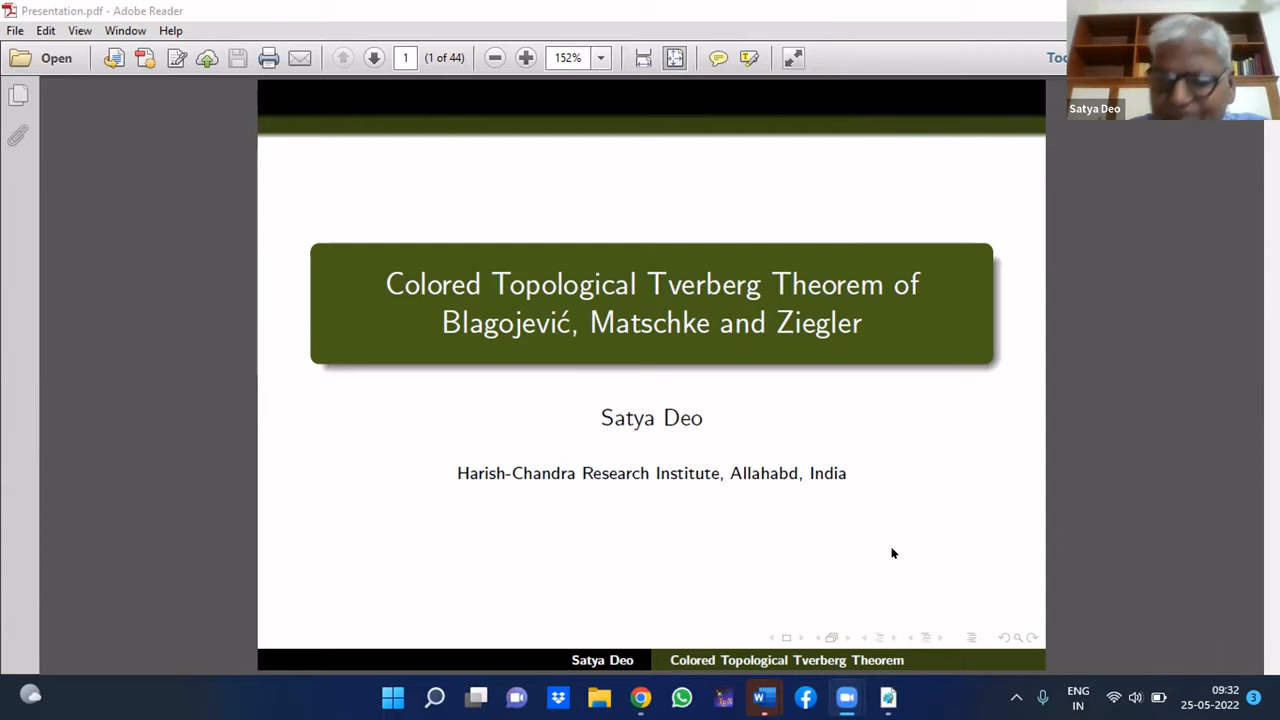 Presentation.pdf - Adobe Reader
File Edit View Window Help
Open 1 (1 of 44) 152%
Satya Deo
Colored Topological Tverberg Theorem of
Blagojević, Matschke and Ziegler
Satya Deo
Harish-Chandra Research Institute, Allahabd, India
Satya Deo Colored Topological Tverberg Theorem
ENG
IN
09:32
25-05-2022
3